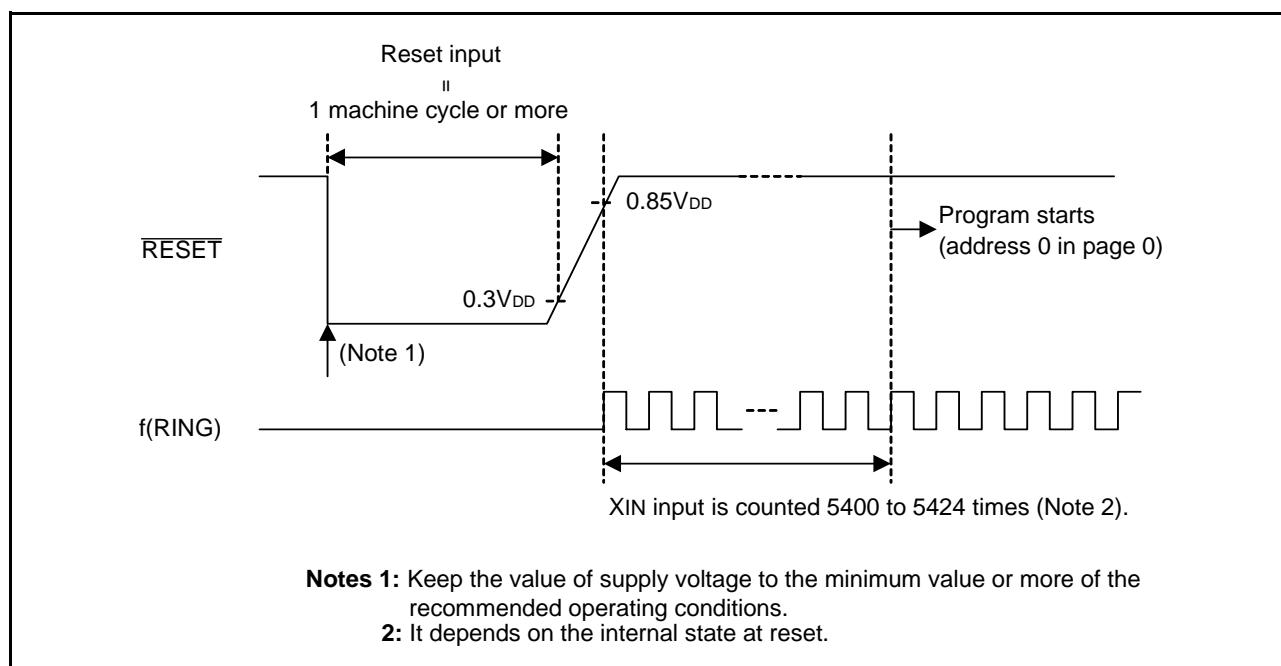 Reset input
=
1 machine cycle or more
0.85VDD
Program starts
(address 0 in page 0)
RESET
0.3VDD
(Note 1)
f(RING)
XIN input is counted 5400 to 5424 times (Note 2).
Notes 1: Keep the value of supply voltage to the minimum value or more of the
recommended operating conditions.
2: It depends on the internal state at reset.